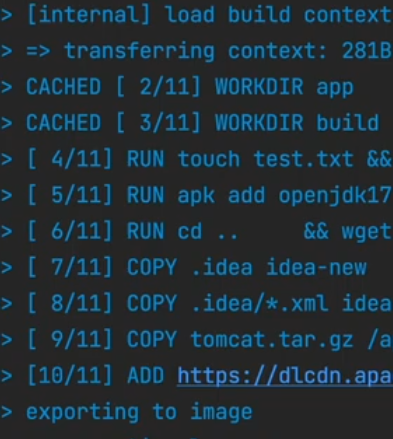 > [internal] load build context
> => transferring context: 281B
> CACHED [ 2/11] WORKDIR app
> CACHED [ 3/11] WORKDIR build
> [ 4/11] RUN touch test.txt &&
> [ 5/11] RUN apk add openjdk17
> [ 6/11] RUN cd ..     && wget
> [ 7/11] COPY .idea idea-new
> [ 8/11] COPY .idea/*.xml idea
> [ 9/11] COPY tomcat.tar.gz /a
> [10/11] ADD https://dlcdn.apa
> exporting to image